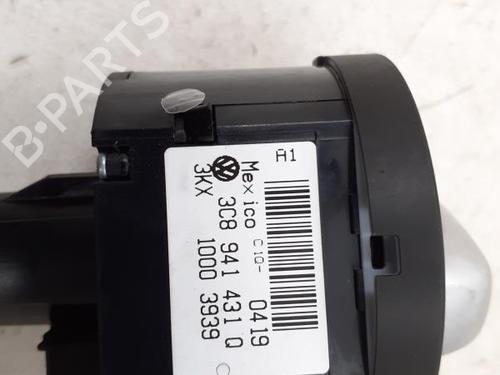 A1
C10-
0419
Mexico
3C8 941 431 Q
3KX
1000 3939
B-PARTS